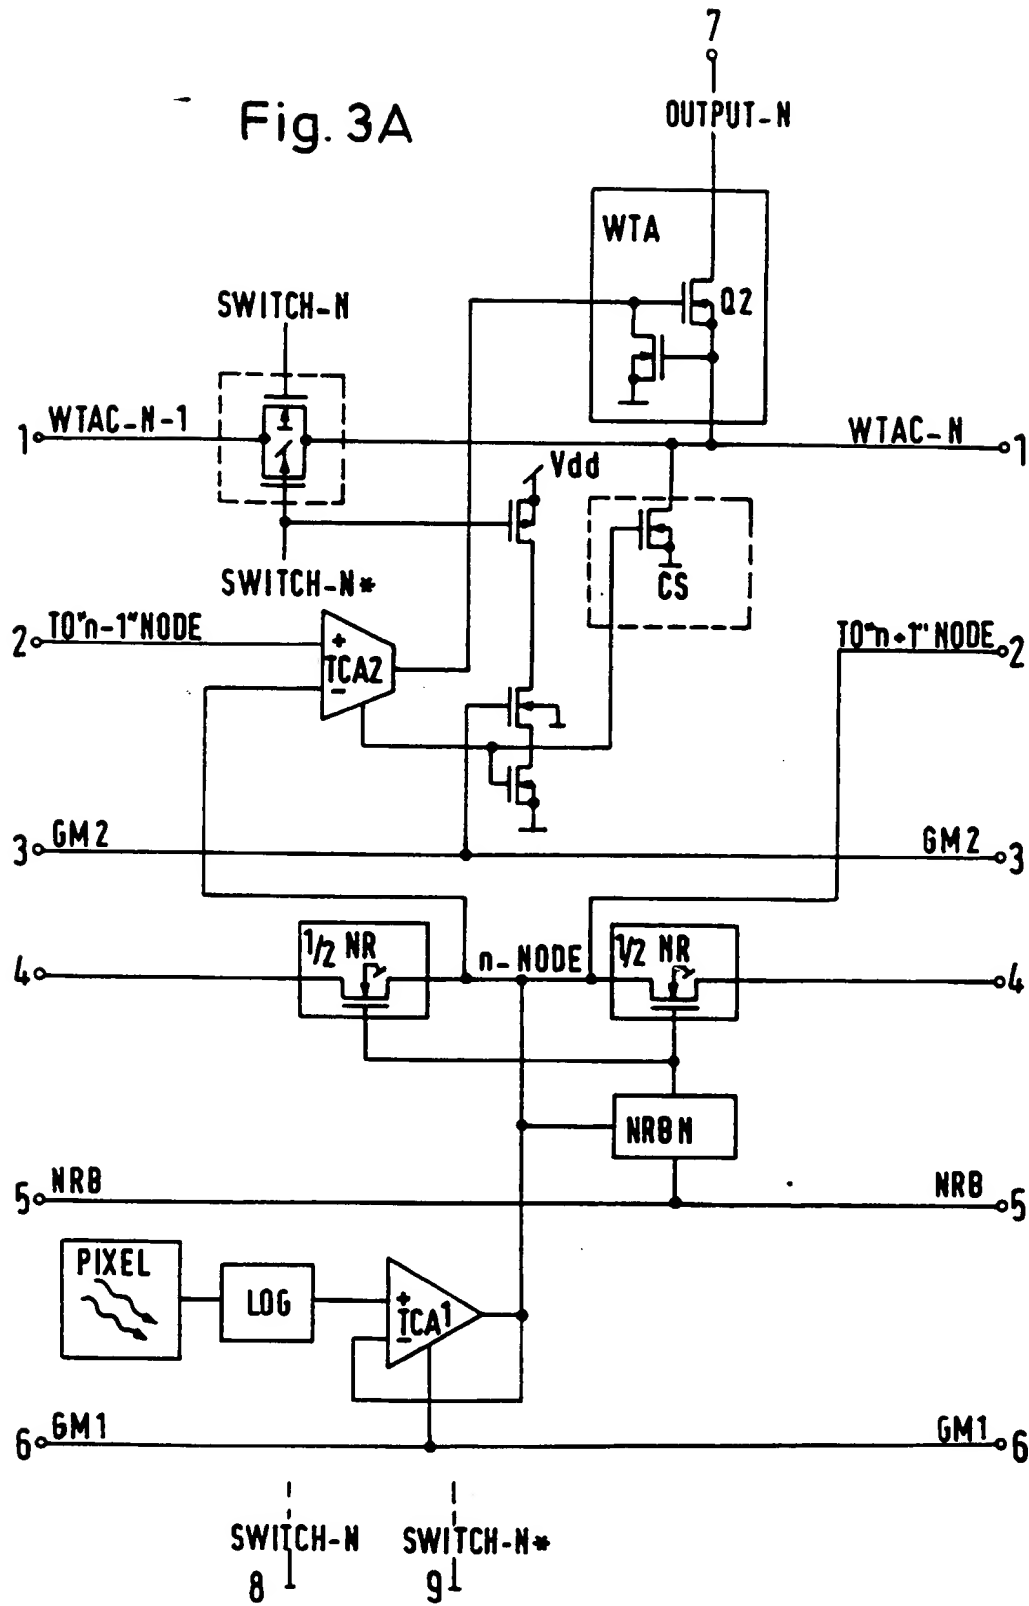 7
OUTPUT-N
Fig. 3A
WTA
Q2
SWITCH-N
1 WTAC-N-1
WTAC-N 1
Vdd
CS
SWITCH-N*
2 TO"n-1"NODE
TO"n+1" NODE 2
+
TCA2
-
3 GM2
GM2 3
1/2 NR
n-NODE
1/2 NR
4
4
NRBN
5 NRB
NRB 5
PIXEL
LOG
+
TCA1
-
6 GM1
GM1 6
SWITCH-N
SWITCH-N*
8
9